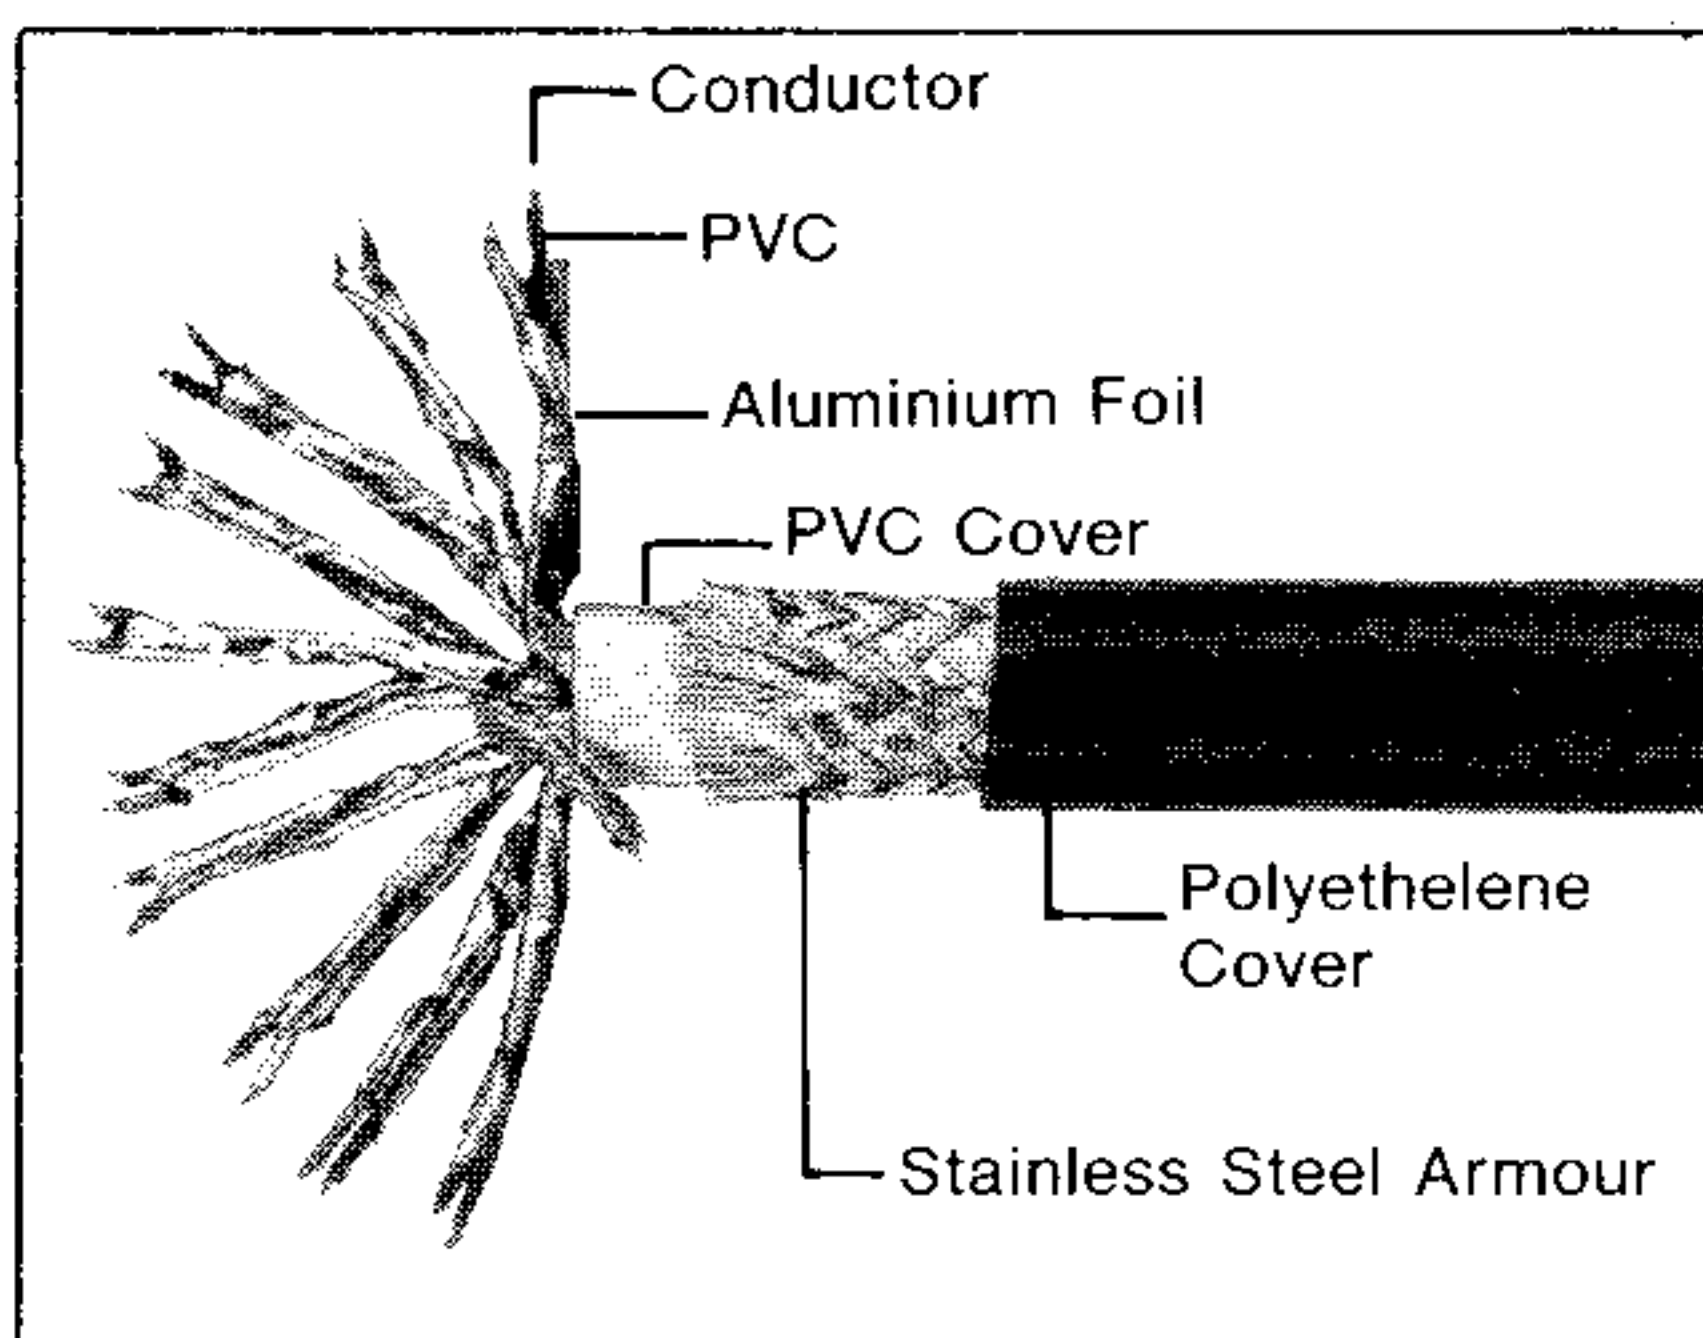 Conductor
PVC
Aluminium Foil
PVC Cover
Polyethelene
Cover
Stainless Steel Armour